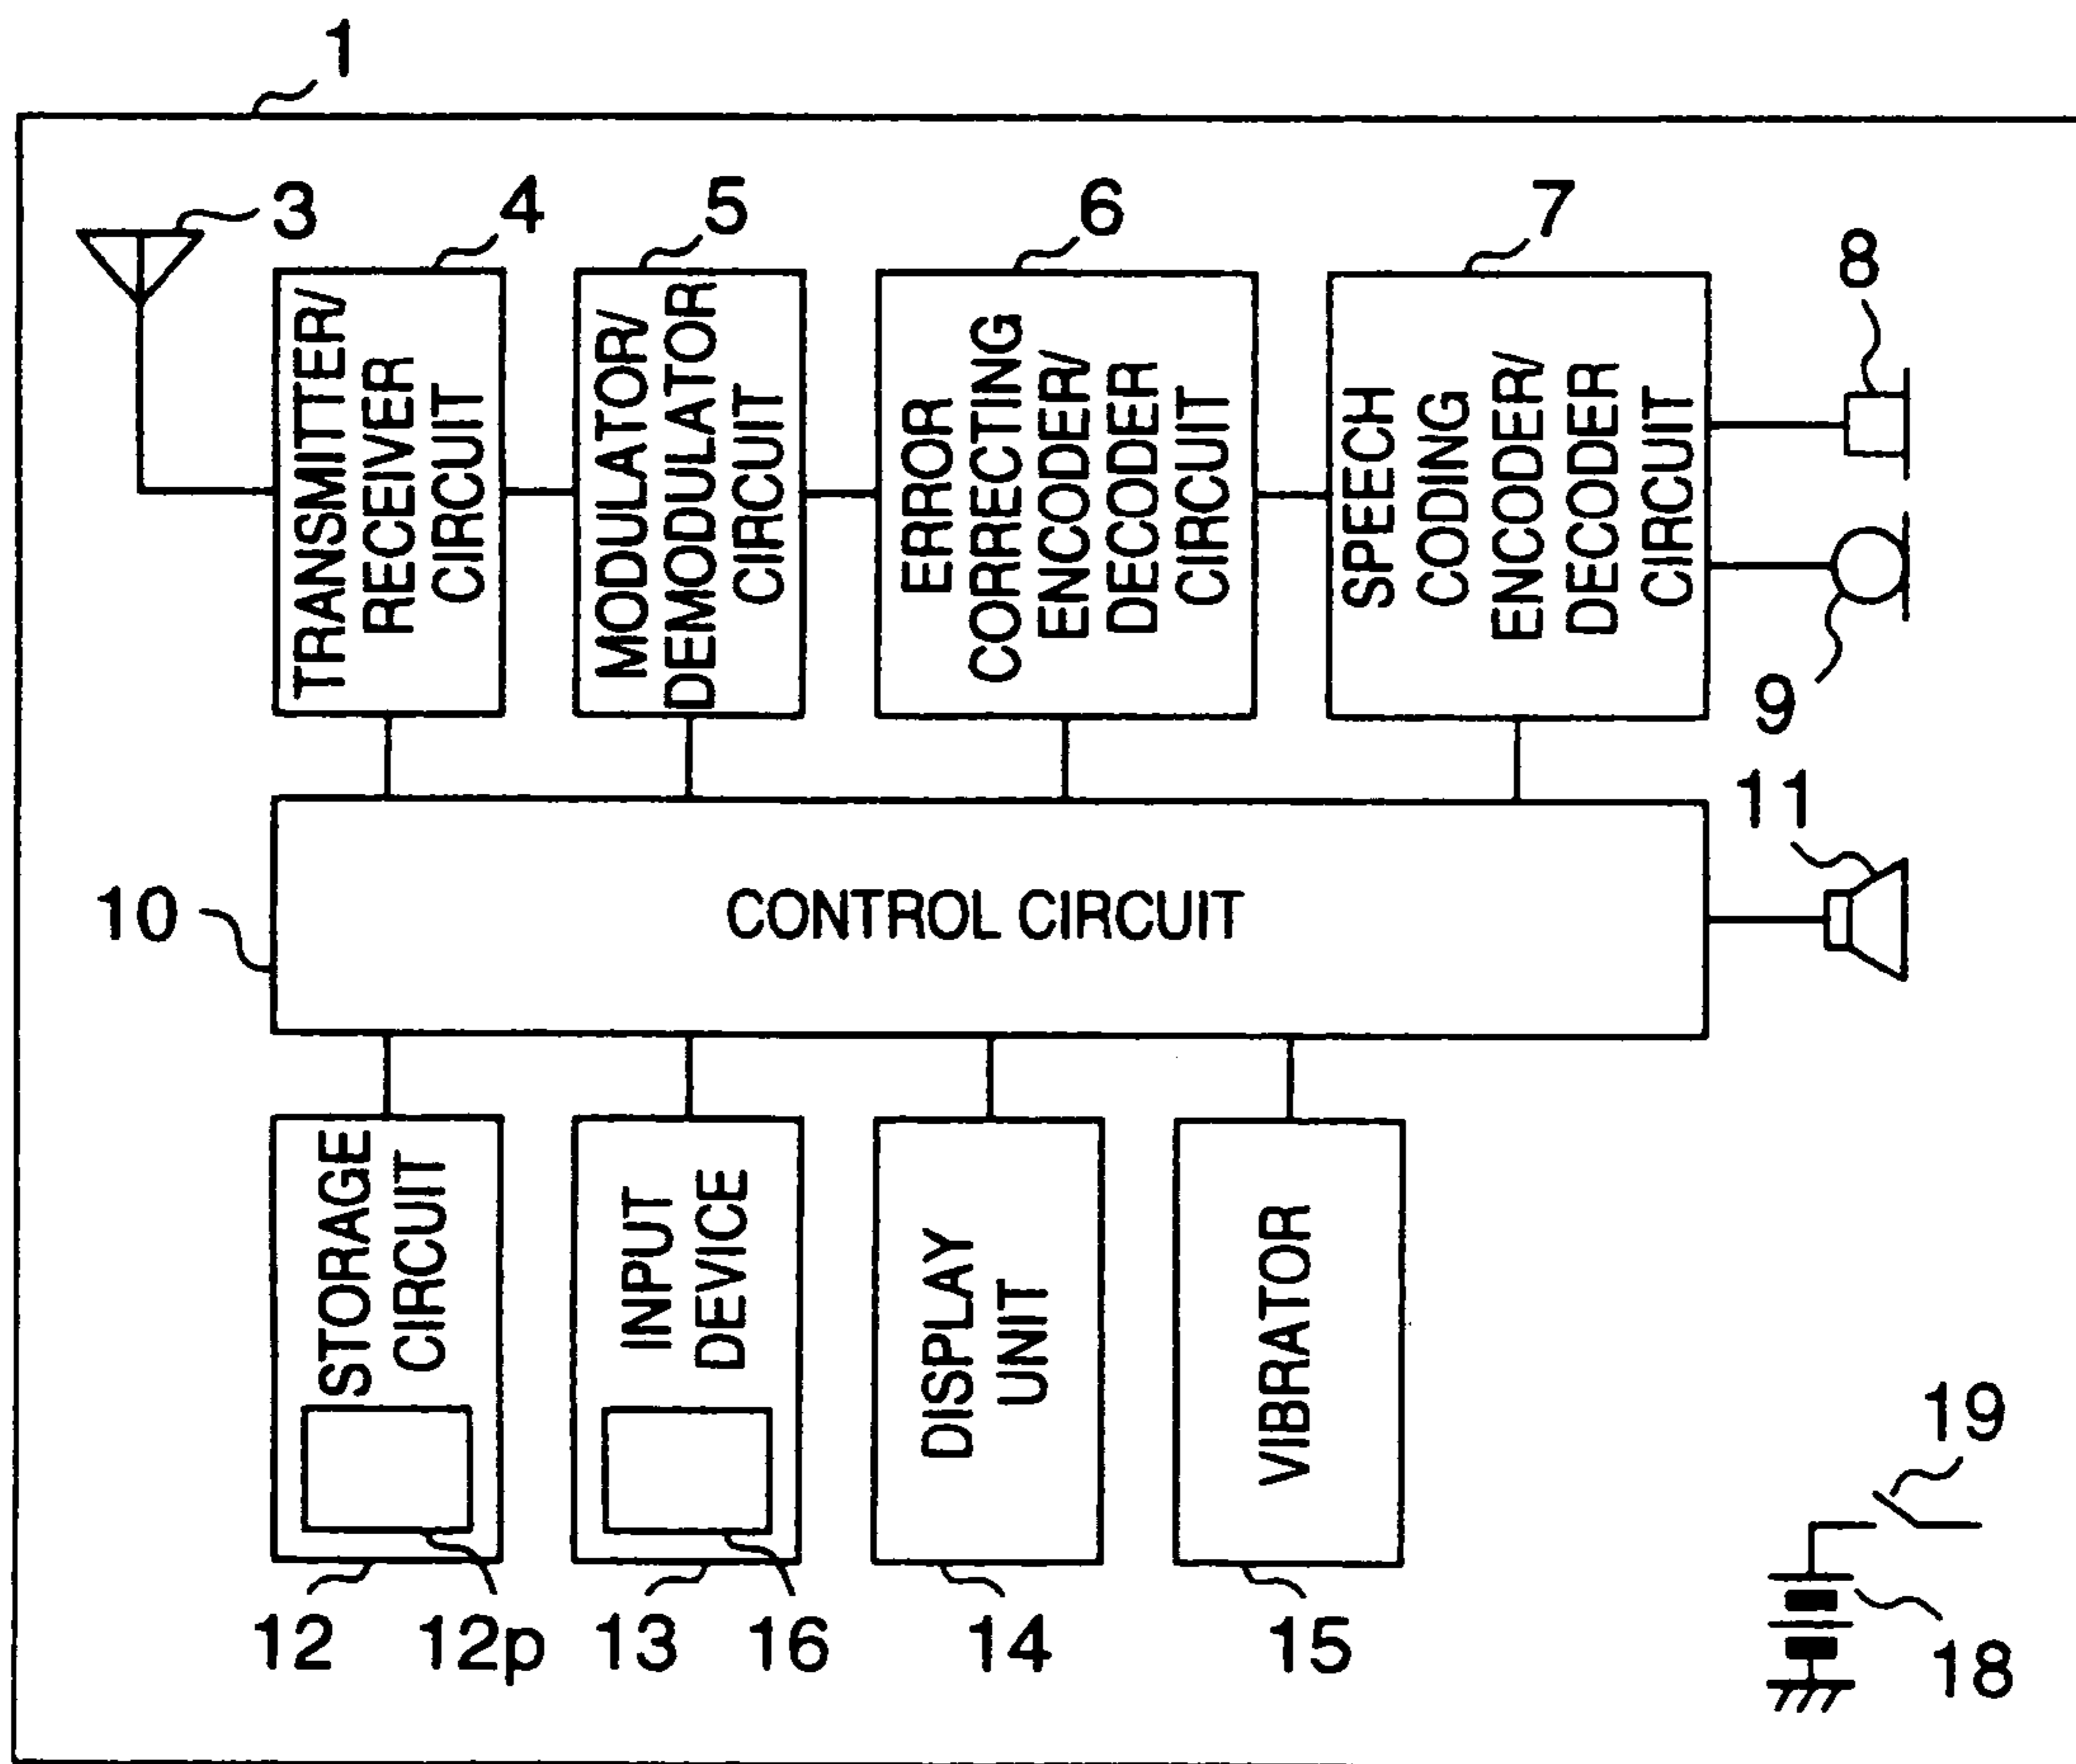 1
3
4
5
6
7
8
TRANSMITTER/
RECEIVER
CIRCUIT
MODULATOR/
DEMODULATOR
CIRCUIT
ERROR
CORRECTING
ENCODER/
DECODER
CIRCUIT
SPEECH
CODING
ENCODER/
DECODER
CIRCUIT
9
11
10
CONTROL CIRCUIT
STORAGE
CIRCUIT
INPUT
DEVICE
DISPLAY
UNIT
VIBRATOR
19
12
12p
13
16
14
15
18